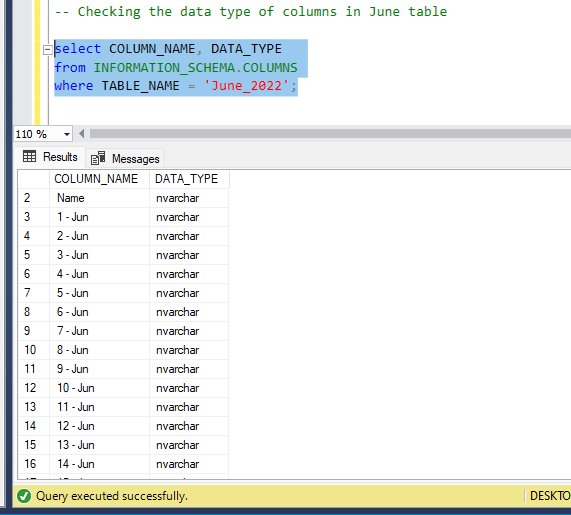 -- Checking the data type of columns in June table
select COLUMN_NAME, DATA_TYPE
from INFORMATION_SCHEMA.COLUMNS
where TABLE_NAME = 'June_2022';
110 %
Results Messages
COLUMN_NAME DATA_TYPE
2 Name nvarchar
3 1 - Jun nvarchar
4 2 - Jun nvarchar
5 3 - Jun nvarchar
6 4 - Jun nvarchar
7 5 - Jun nvarchar
8 6 - Jun nvarchar
9 7 - Jun nvarchar
10 8 - Jun nvarchar
11 9 - Jun nvarchar
12 10 - Jun nvarchar
13 11 - Jun nvarchar
14 12 - Jun nvarchar
15 13 - Jun nvarchar
16 14 - Jun nvarchar
Query executed successfully. DESKTO